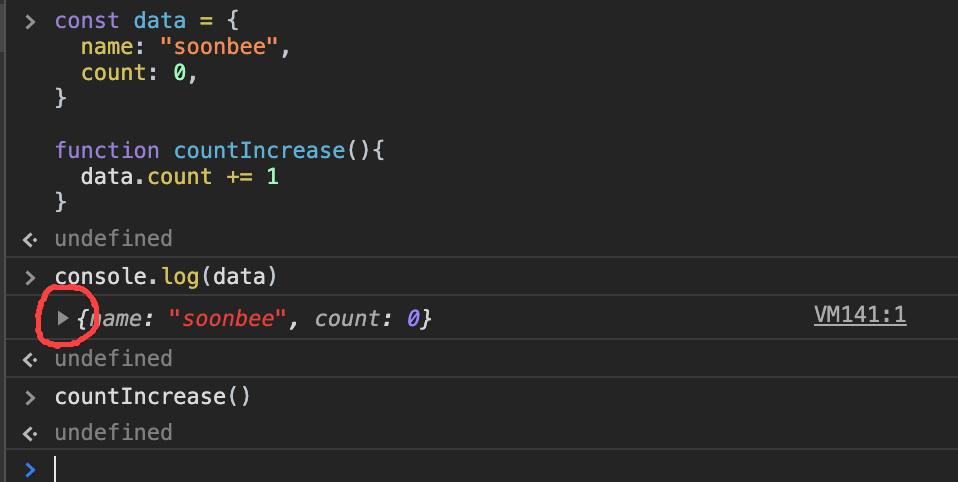 const data = {
  name: "soonbee",
  count: 0,
}
function countIncrease(){
  data.count += 1
}
undefined
console.log(data)
{name: "soonbee", count: 0} VM141:1
undefined
countIncrease()
undefined